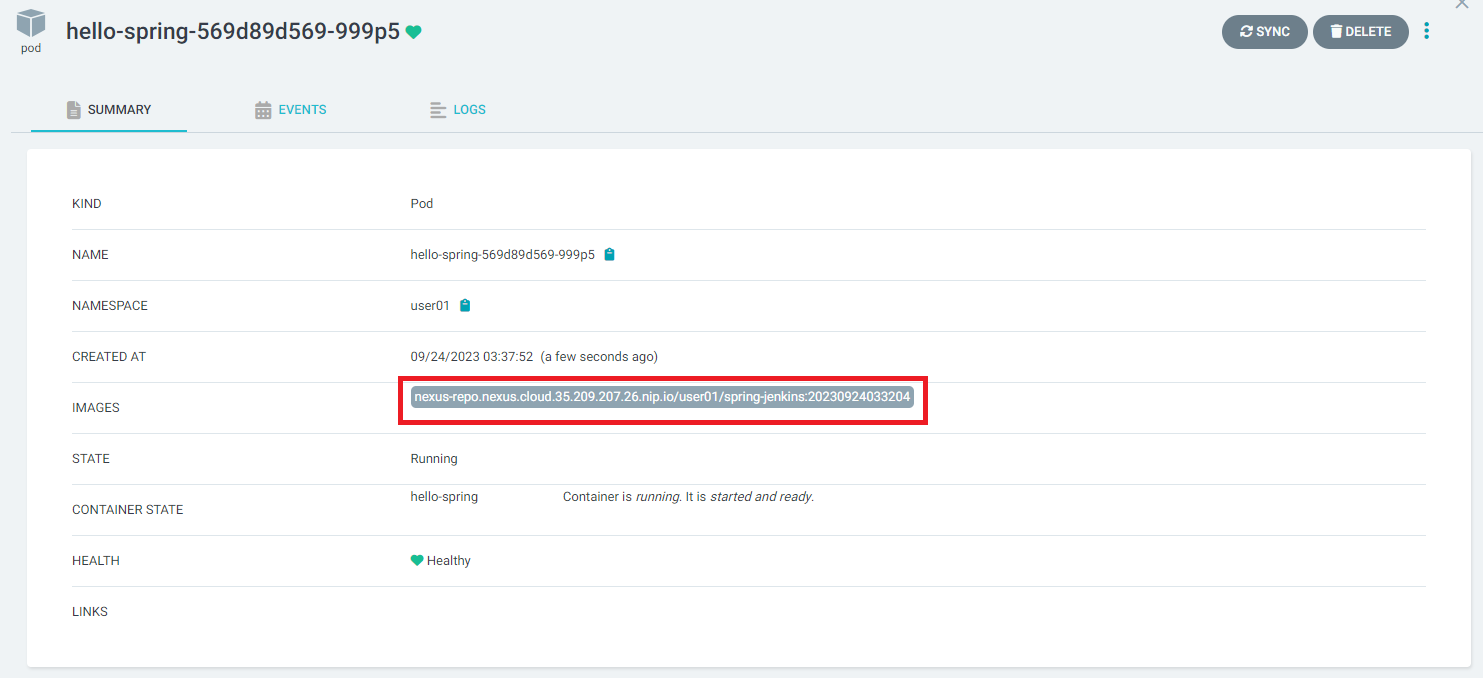 hello-spring-569d89d569-999p5
pod
SYNC
DELETE
SUMMARY
EVENTS
LOGS
KIND Pod
NAME hello-spring-569d89d569-999p5
NAMESPACE user01
CREATED AT 09/24/2023 03:37:52 (a few seconds ago)
IMAGES nexus-repo.nexus.cloud.35.209.207.26.nip.io/user01/spring-jenkins:20230924033204
STATE Running
CONTAINER STATE hello-spring Container is running. It is started and ready.
HEALTH Healthy
LINKS